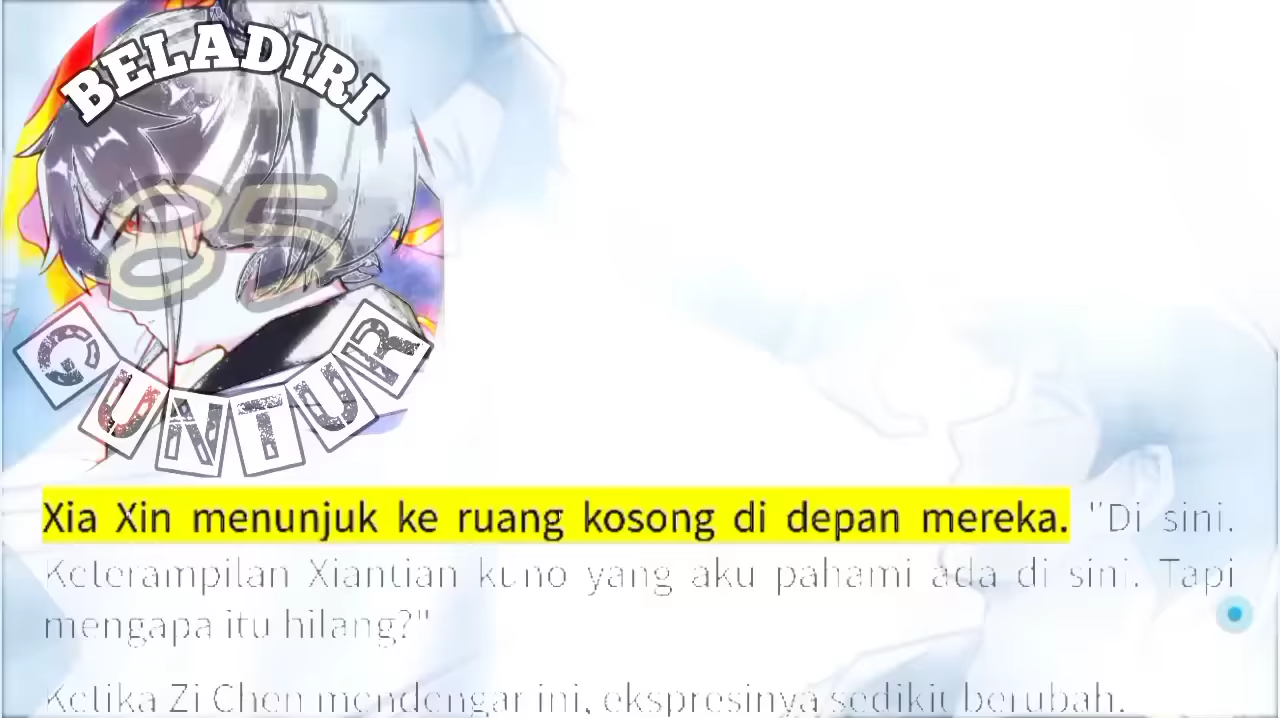 BELADIRI
85
GUNTUR
Xia Xin menunjuk ke ruang kosong di depan mereka. "Di sini.
Keterampilan Xiantian kuno yang aku pahami ada di sini. Tapi
mengapa itu hilang?"
Ketika Zi Chen mendengar ini, ekspresinya sedikit berubah.